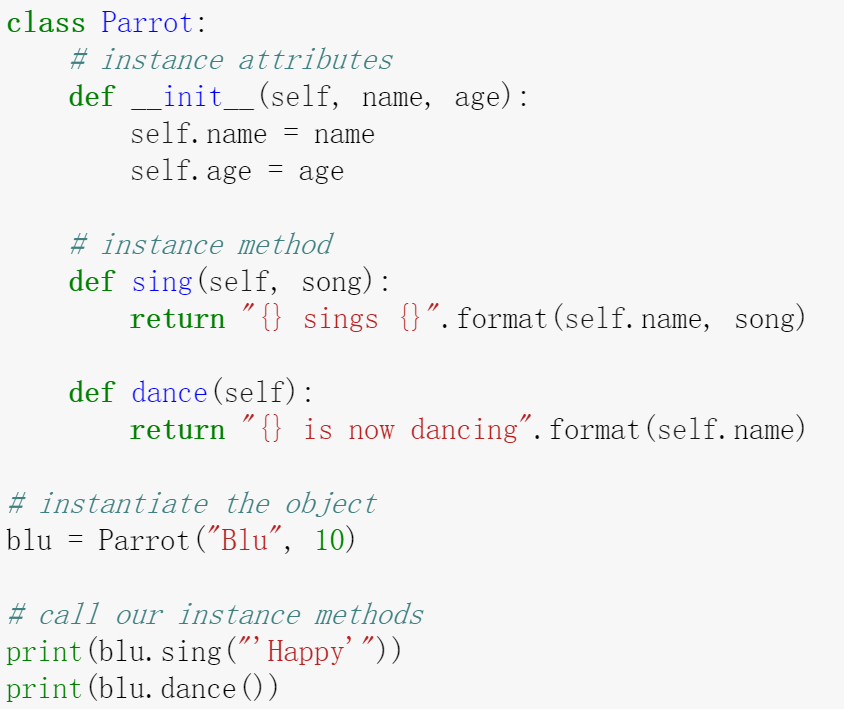 class Parrot:
    # instance attributes
    def __init__(self, name, age):
        self.name = name
        self.age = age

    # instance method
    def sing(self, song):
        return "{} sings {}".format(self.name, song)

    def dance(self):
        return "{} is now dancing".format(self.name)

# instantiate the object
blu = Parrot("Blu", 10)

# call our instance methods
print(blu.sing("'Happy'"))
print(blu.dance())